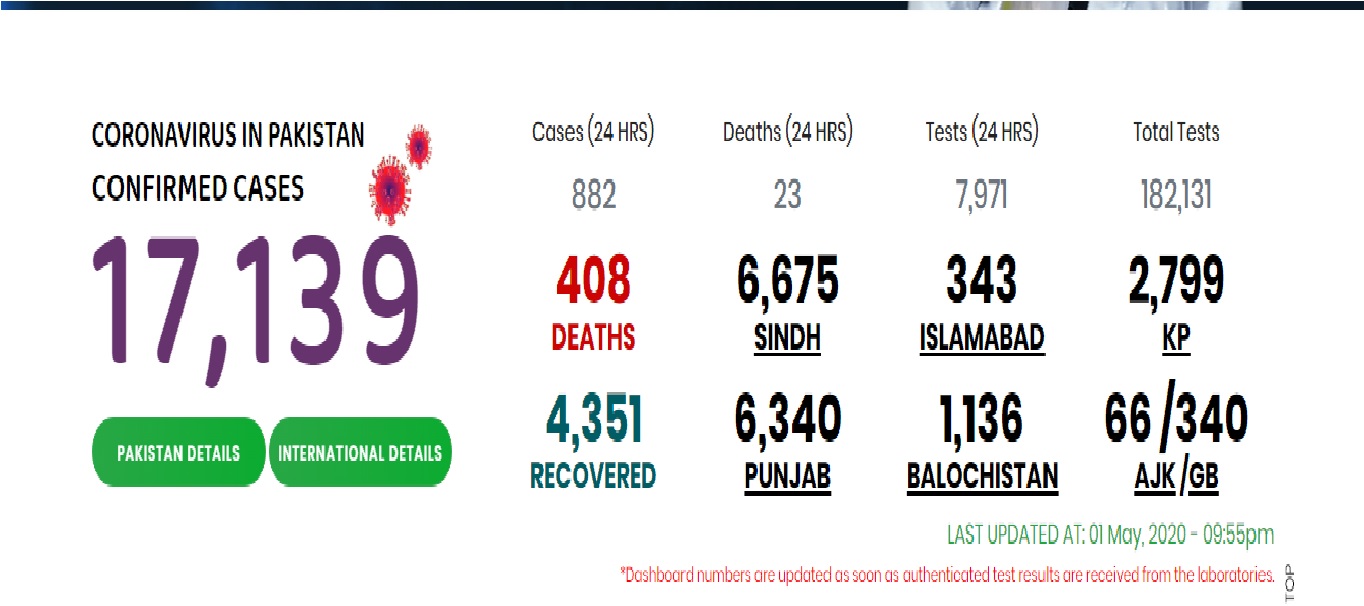 CORONAVIRUS IN PAKISTAN
CONFIRMED CASES
17,139
PAKISTAN DETAILS
INTERNATIONAL DETAILS
Cases (24 HRS) Deaths (24 HRS) Tests (24 HRS) Total Tests
882 23 7,971 182,131
408 6,675 343 2,799
DEATHS SINDH ISLAMABAD KP
4,351 6,340 1,136 66 /340
RECOVERED PUNJAB BALOCHISTAN AJK /GB
LAST UPDATED AT: 01 May, 2020 - 09:55pm
*Dashboard numbers are updated as soon as authenticated test results are received from the laboratories.
TOP